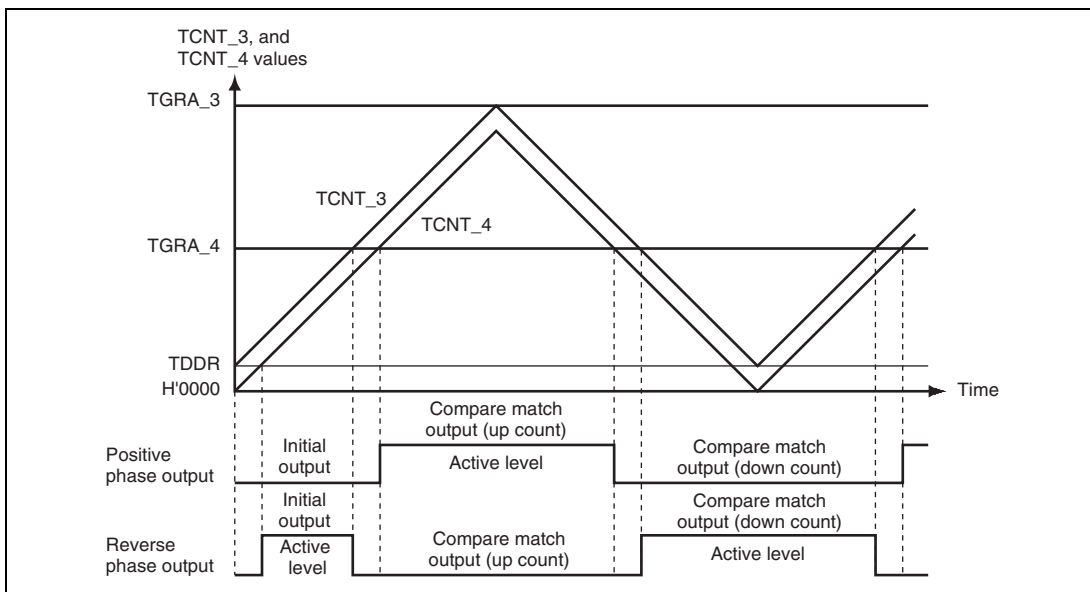 TCNT_3, and
TCNT_4 values
TGRA_3
TCNT_3
TCNT_4
TGRA_4
TDDR
H'0000
Time
Positive
phase output
Initial
output
Compare match
output (up count)
Active level
Compare match
output (down count)
Reverse
phase output
Initial
output
Active
level
Compare match
output (up count)
Compare match
output (down count)
Active level